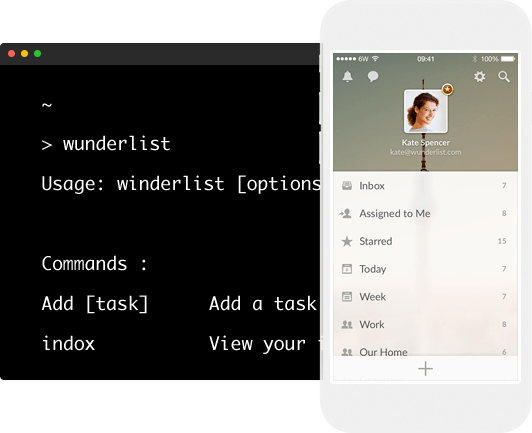 ~
> wunderlist
Usage: winderlist [options
Commands :
Add [task] Add a task
indox View your
6W 09:41 100%
Kate Spencer
kate@wunderlist.com
Inbox 7
Assigned to Me 8
Starred 15
Today 7
Week 7
Work 8
Our Home 6